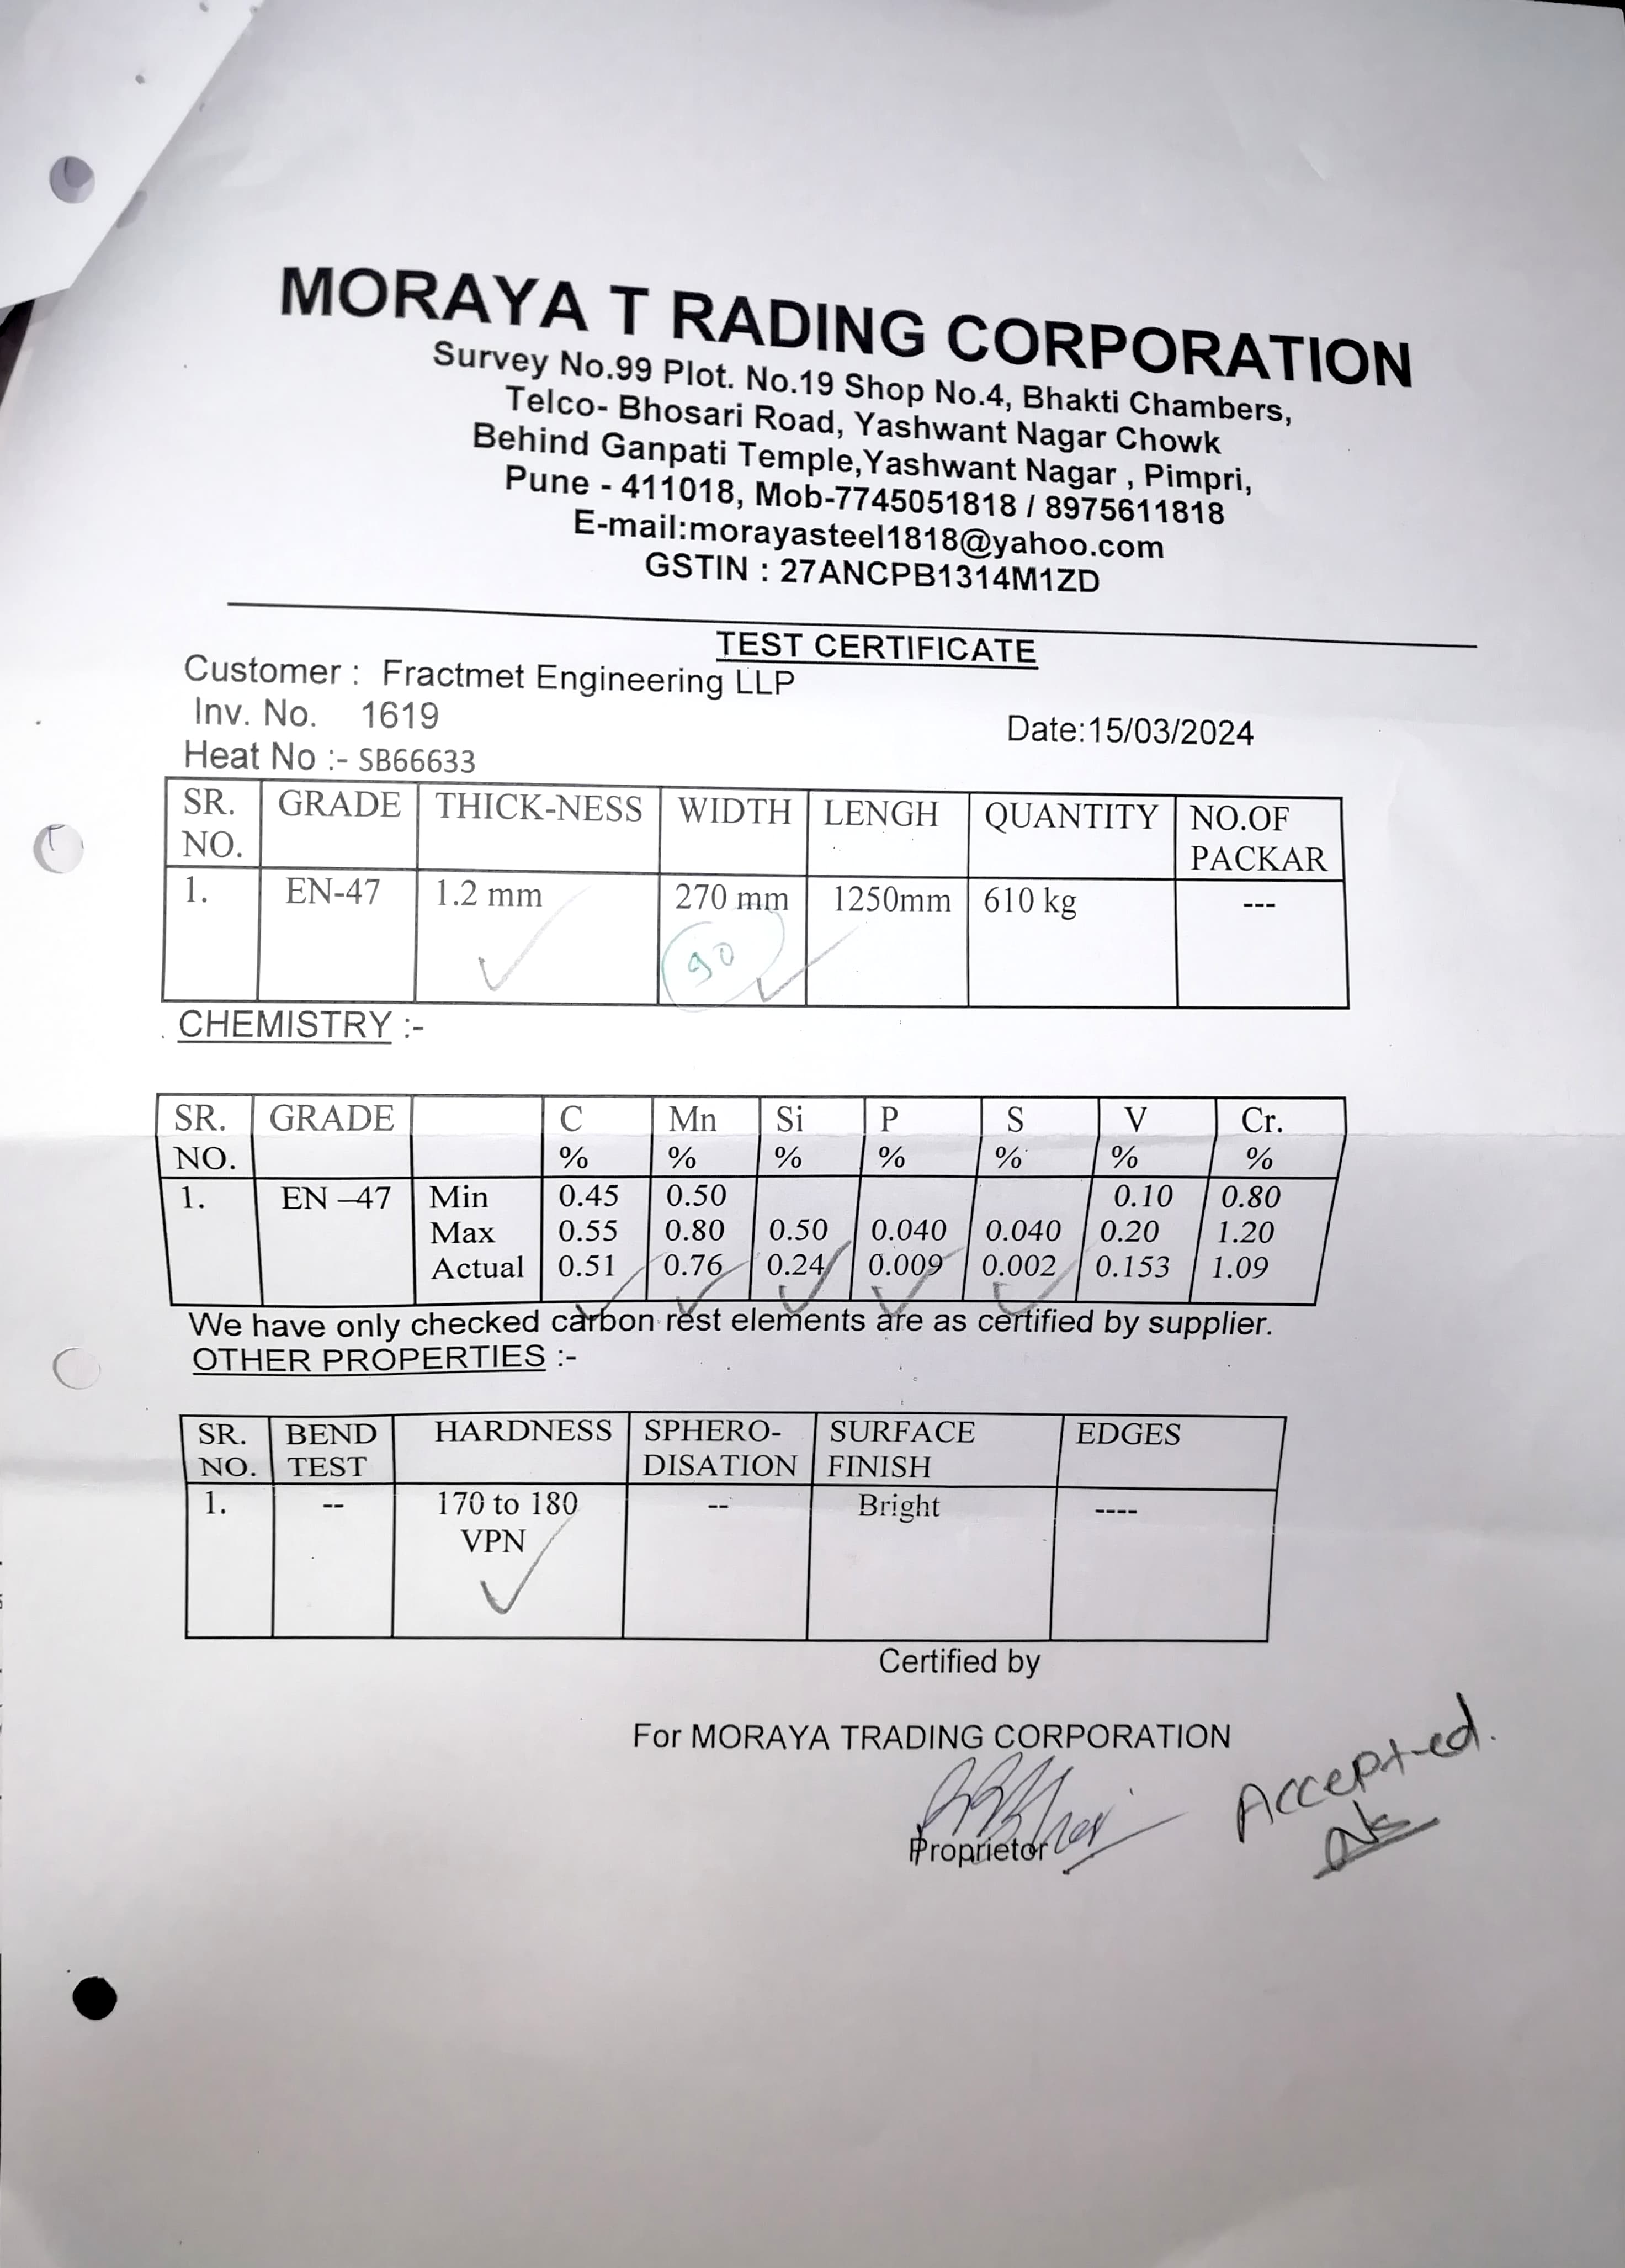 MORAYA T RADING CORPORATION
Survey No.99 Plot. No.19 Shop No.4, Bhakti Chambers,
Telco- Bhosari Road, Yashwant Nagar Chowk
Behind Ganpati Temple,Yashwant Nagar , Pimpri,
Pune - 411018, Mob-7745051818 / 8975611818
E-mail:morayasteel1818@yahoo.com
GSTIN : 27ANCPB1314M1ZD
TEST CERTIFICATE
Customer : Fractmet Engineering LLP
Inv. No. 1619 Date:15/03/2024
Heat No :- SB66633
SR. NO. GRADE THICK-NESS WIDTH LENGH QUANTITY NO.OF PACKAR
1. EN-47 1.2 mm 270 mm 1250mm 610 kg ---
90
CHEMISTRY :-
SR. NO. GRADE C % Mn % Si % P % S % V % Cr. %
1. EN –47 Min 0.45 0.50 0.10 0.80
Max 0.55 0.80 0.50 0.040 0.040 0.20 1.20
Actual 0.51 0.76 0.24 0.009 0.002 0.153 1.09
We have only checked carbon rest elements are as certified by supplier.
OTHER PROPERTIES :-
SR. NO. BEND TEST HARDNESS SPHERO-DISATION SURFACE FINISH EDGES
1. -- 170 to 180 VPN -- Bright ----
Certified by
For MORAYA TRADING CORPORATION
Proprietor
Accepted.